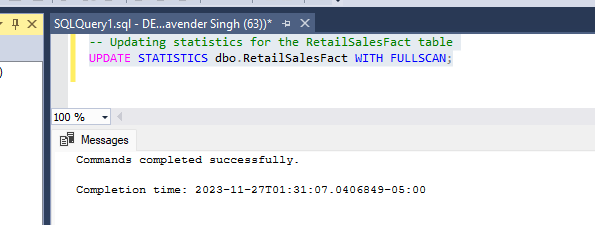 SQLQuery1.sql - DE...avender Singh (63))*
-- Updating statistics for the RetailSalesFact table
UPDATE STATISTICS dbo.RetailSalesFact WITH FULLSCAN;
100 %
Messages
Commands completed successfully.
Completion time: 2023-11-27T01:31:07.0406849-05:00